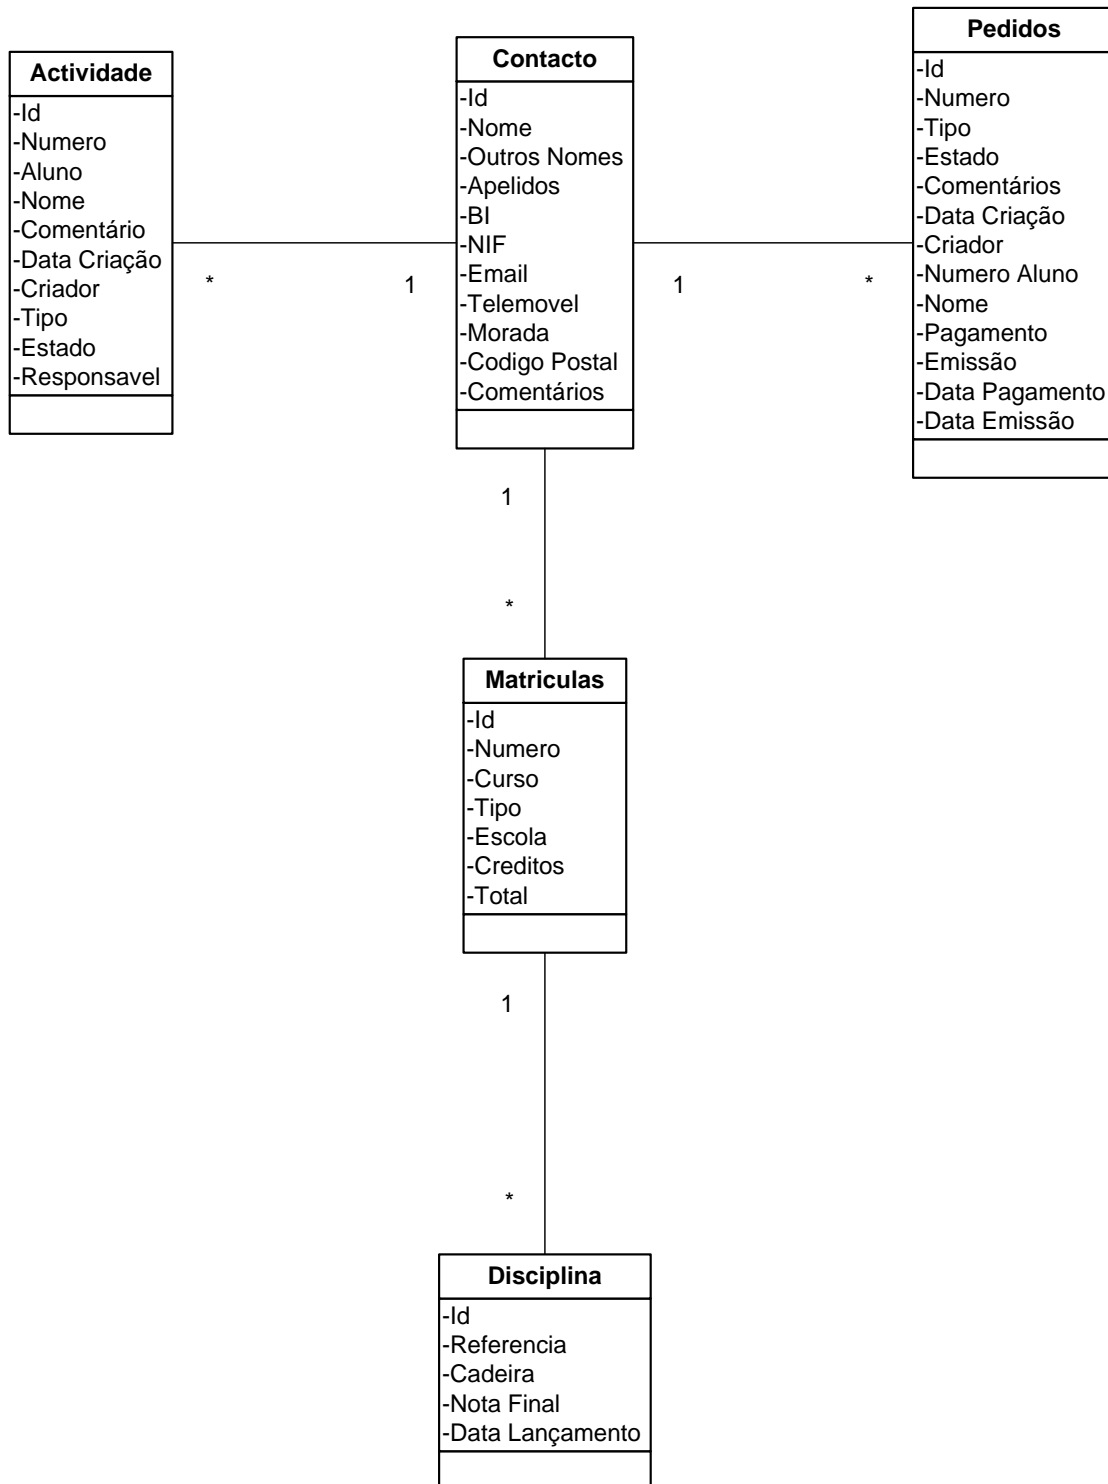 Actividade
-Id
-Numero
-Aluno
-Nome
-Comentário
-Data Criação
-Criador
-Tipo
-Estado
-Responsavel
*
1
Contacto
-Id
-Nome
-Outros Nomes
-Apelidos
-BI
-NIF
-Email
-Telemovel
-Morada
-Codigo Postal
-Comentários
1
*
Pedidos
-Id
-Numero
-Tipo
-Estado
-Comentários
-Data Criação
-Criador
-Numero Aluno
-Nome
-Pagamento
-Emissão
-Data Pagamento
-Data Emissão
1
*
Matriculas
-Id
-Numero
-Curso
-Tipo
-Escola
-Creditos
-Total
1
*
Disciplina
-Id
-Referencia
-Cadeira
-Nota Final
-Data Lançamento